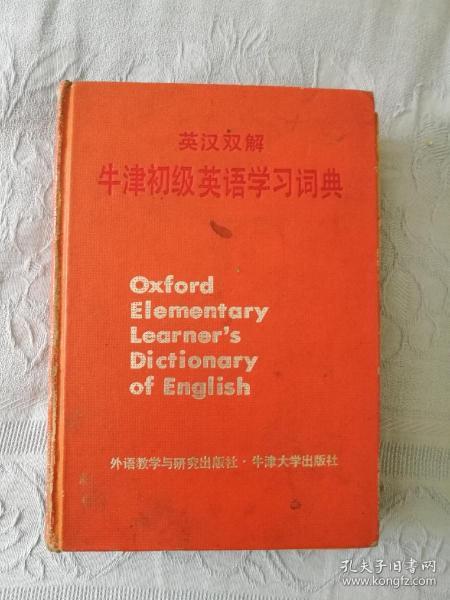 英汉双解
牛津初级英语学习词典
Oxford
Elementary
Learner's
Dictionary
of English
外语教学与研究出版社·牛津大学出版社
孔夫子旧书网
www.kongfz.com